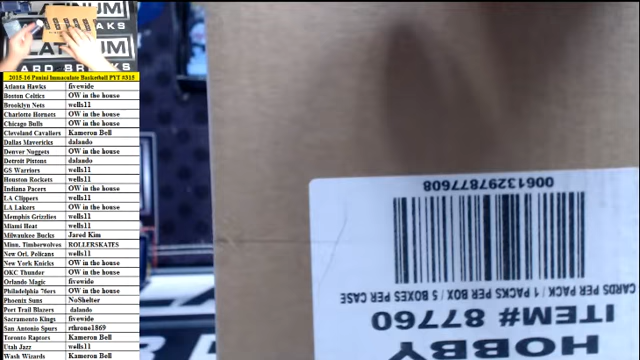 PLATINUM
CARD BREAKS
2015-16 Panini Immaculate Basketball PYT #315
Atlanta Hawks fivewide
Boston Celtics OW in the house
Brooklyn Nets wells11
Charlotte Hornets OW in the house
Chicago Bulls OW in the house
Cleveland Cavaliers Kameron Bell
Dallas Mavericks dalando
Denver Nuggets OW in the house
Detroit Pistons dalando
GS Warriors wells11
Houston Rockets wells11
Indiana Pacers OW in the house
LA Clippers wells11
LA Lakers OW in the house
Memphis Grizzlies wells11
Miami Heat wells11
Milwaukee Bucks Jared Kim
Minn. Timberwolves ROLLERSKATES
New Orl. Pelicans wells11
New York Knicks OW in the house
OKC Thunder OW in the house
Orlando Magic fivewide
Philadelphia 76ers OW in the house
Phoenix Suns NoShelter
Port Trail Blazers dalando
Sacramento Kings fivewide
San Antonio Spurs rthrone1869
Toronto Raptors Kameron Bell
Utah Jazz wells11
Wash Wizards Kameron Bell
HOBBY
ITEM# 87760
CARDS PER PACK / 1 PACKS PER BOX / 5 BOXES PER CASE
00613297877608